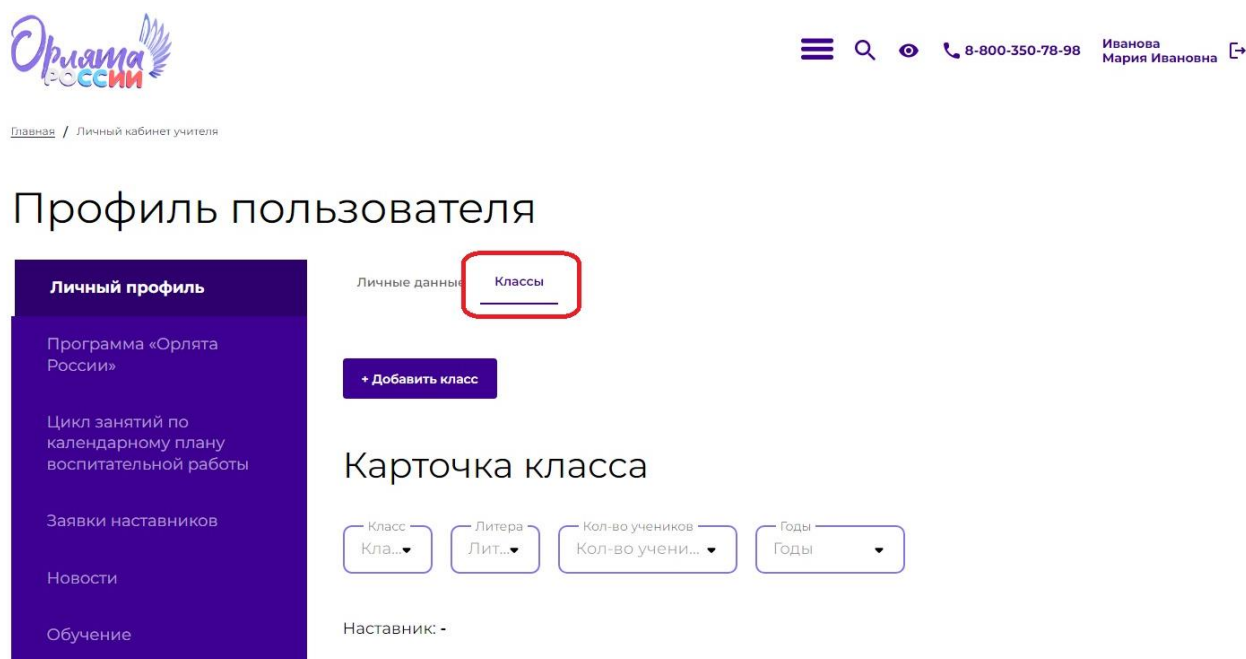 Орлята
РОССИИ
8-800-350-78-98
Иванова
Мария Ивановна
Главная / Личный кабинет учителя
Профиль пользователя
Личный профиль
Программа «Орлята
России»
Цикл занятий по
календарному плану
воспитательной работы
Заявки наставников
Новости
Обучение
Личные данные
Классы
+ Добавить класс
Карточка класса
Класс
Кла...
Литера
Лит...
Кол-во учеников
Кол-во учени...
Годы
Годы
Наставник: -